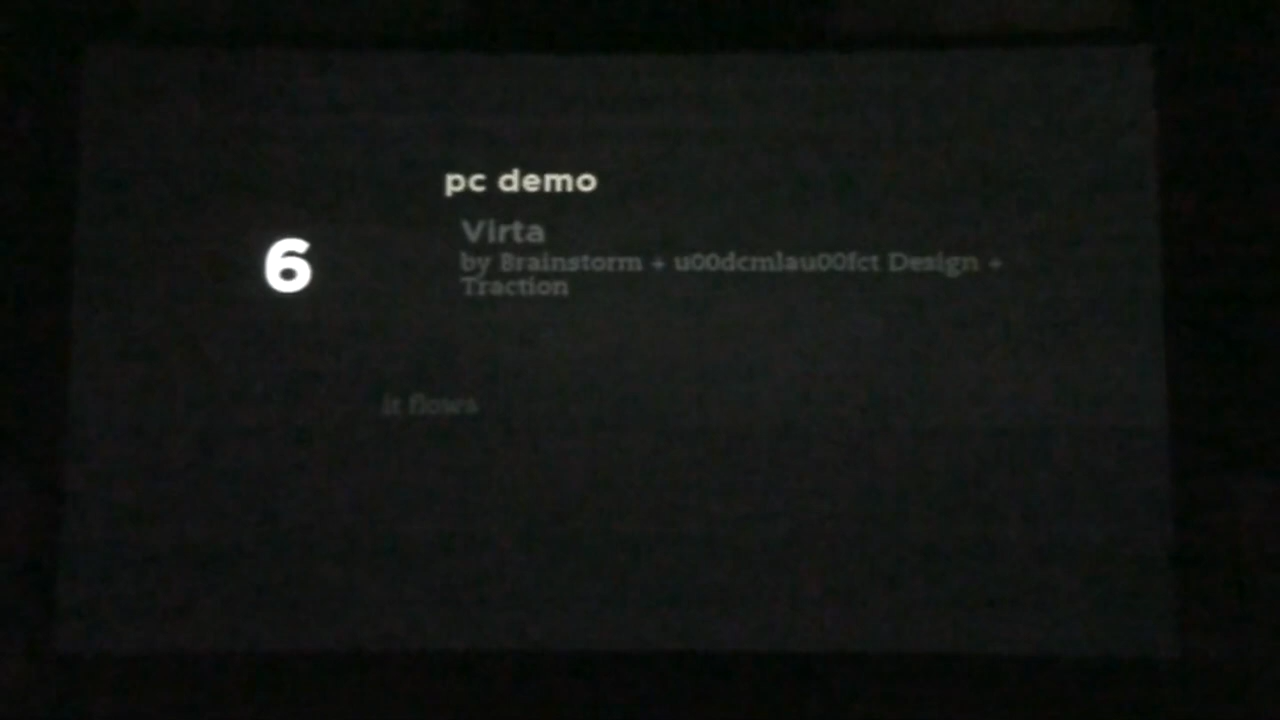 pc demo
6
Virta
by Brainstorm + u00dcmlau00fct Design +
Traction
it flows